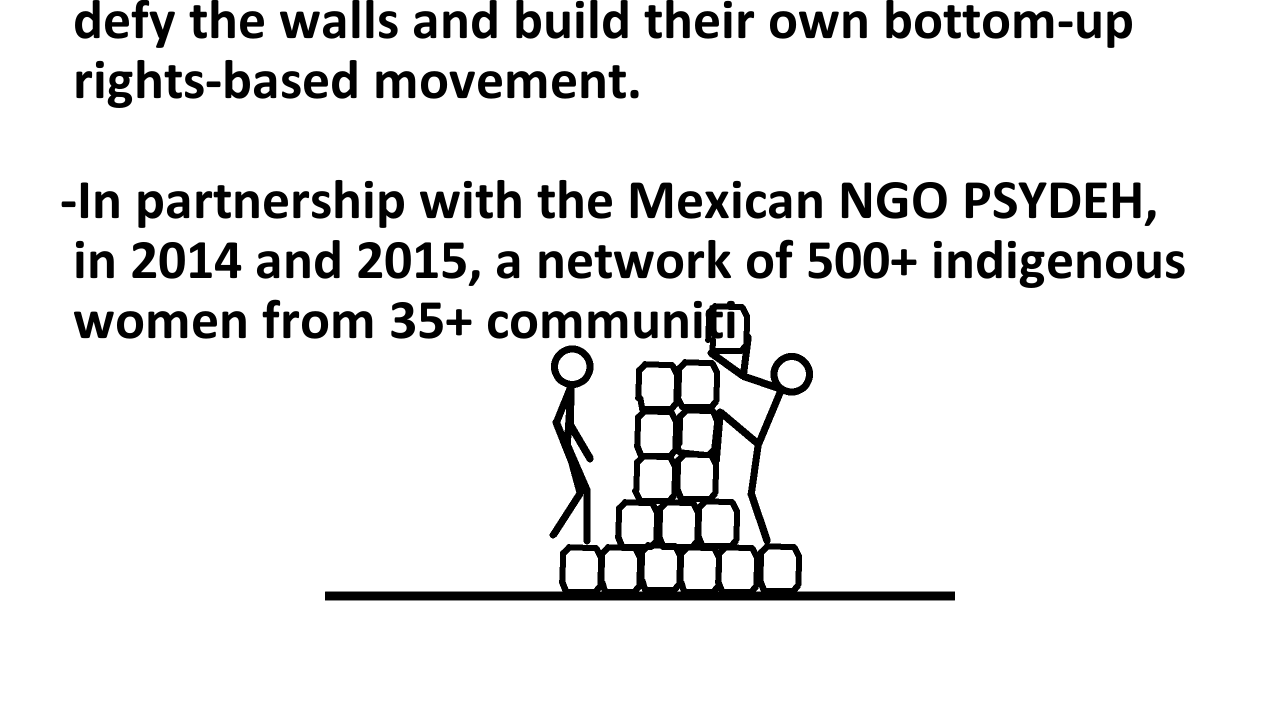 defy the walls and build their own bottom-up
rights-based movement.
-In partnership with the Mexican NGO PSYDEH,
in 2014 and 2015, a network of 500+ indigenous
women from 35+ communiti